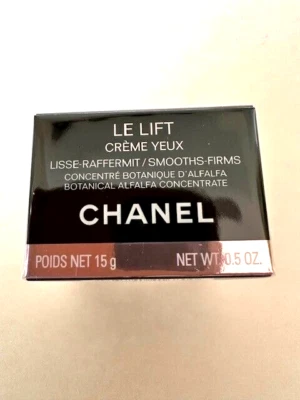 LE LIFT
CRÈME YEUX
LISSE-RAFFERMIT / SMOOTHS-FIRMS
CONCENTRÉ BOTANIQUE D'ALFALFA
BOTANICAL ALFALFA CONCENTRATE
CHANEL
POIDS NET 15 g NET WT. 0.5 OZ.